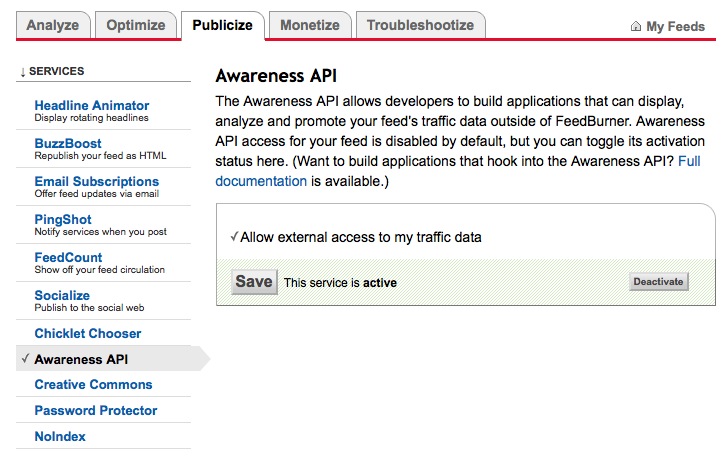 Analyze Optimize Publicize Monetize Troubleshootize My Feeds
↓ SERVICES
Headline Animator
Display rotating headlines
BuzzBoost
Republish your feed as HTML
Email Subscriptions
Offer feed updates via email
PingShot
Notify services when you post
FeedCount
Show off your feed circulation
Socialize
Publish to the social web
Chicklet Chooser
✓ Awareness API
Creative Commons
Password Protector
NoIndex
Awareness API
The Awareness API allows developers to build applications that can display,
analyze and promote your feed's traffic data outside of FeedBurner. Awareness
API access for your feed is disabled by default, but you can toggle its activation
status here. (Want to build applications that hook into the Awareness API? Full
documentation is available.)
✓Allow external access to my traffic data
Save This service is active Deactivate